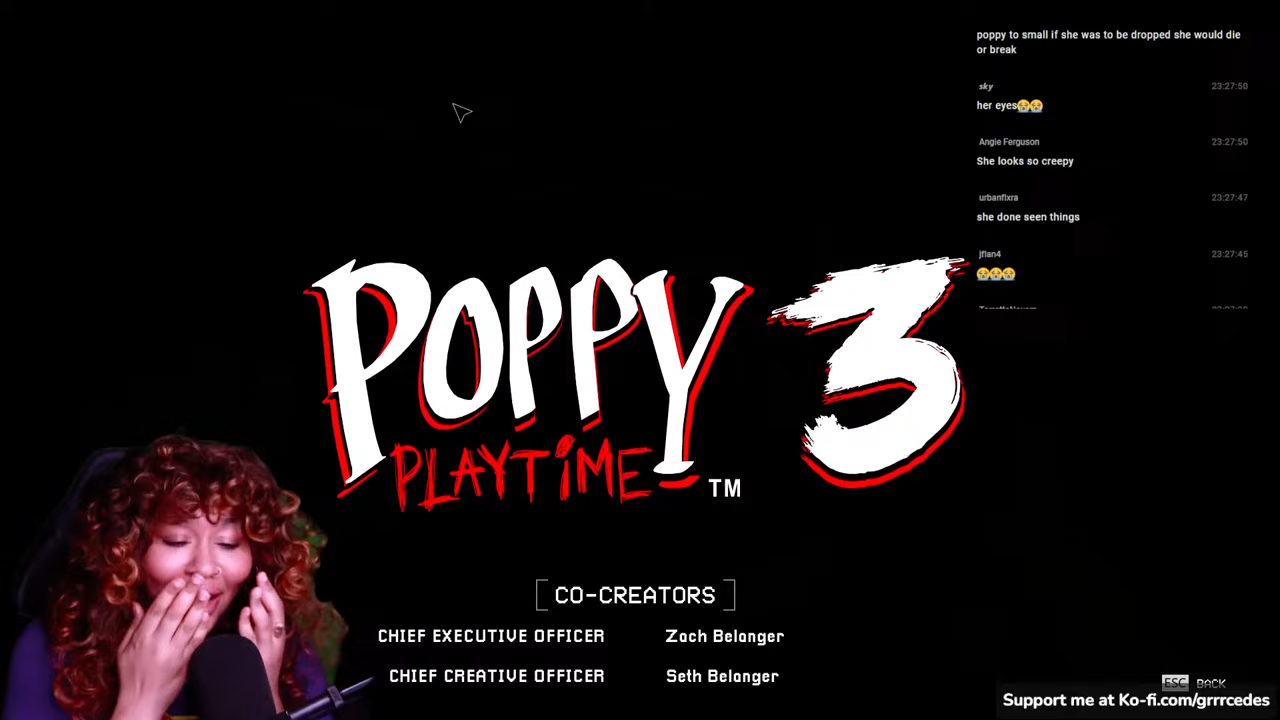 poppy to small if she was to be dropped she would die
or break
sky 23:27:50
her eyes😭😭
Angie Ferguson 23:27:50
She looks so creepy
urbanflxra 23:27:47
she done seen things
jflan4 23:27:45
😭😭😭
POPPY 3
PLAYTIME TM
CO-CREATORS
CHIEF EXECUTIVE OFFICER Zach Belanger
CHIEF CREATIVE OFFICER Seth Belanger
ESC BACK
Support me at Ko-fi.com/grrrcedes